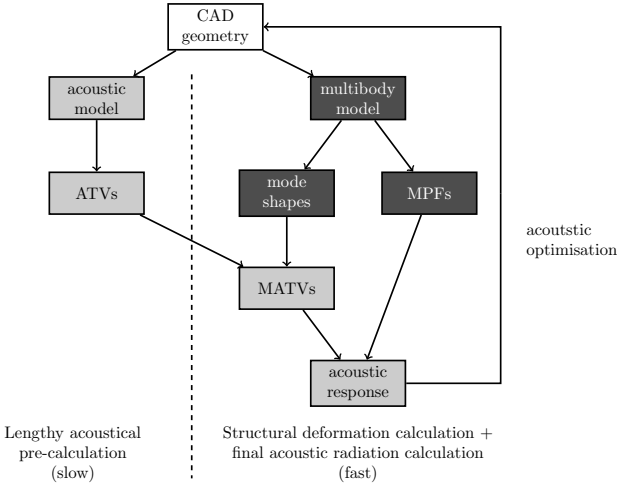 CAD
geometry
acoustic
model
multibody
model
ATVs
mode
shapes
MPFs
acoutstic
optimisation
MATVs
acoustic
response
Lengthy acoustical
pre-calculation
(slow)
Structural deformation calculation +
final acoustic radiation calculation
(fast)